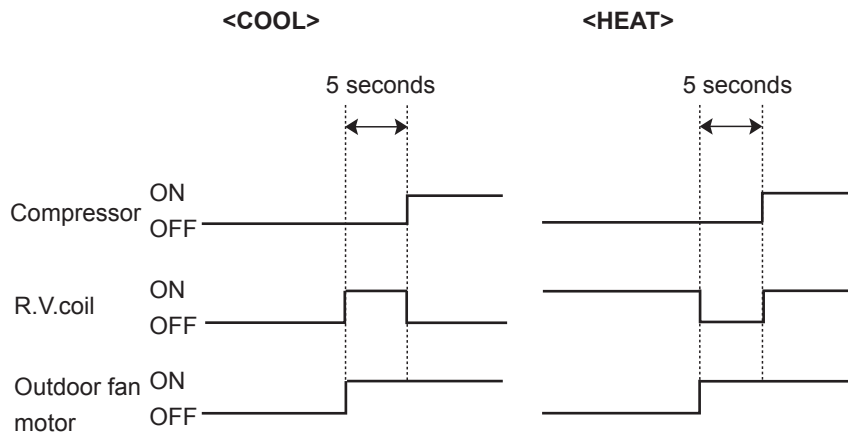 <COOL> <HEAT>
5 seconds 5 seconds
Compressor ON
OFF
R.V.coil ON
OFF
Outdoor fan motor ON
OFF